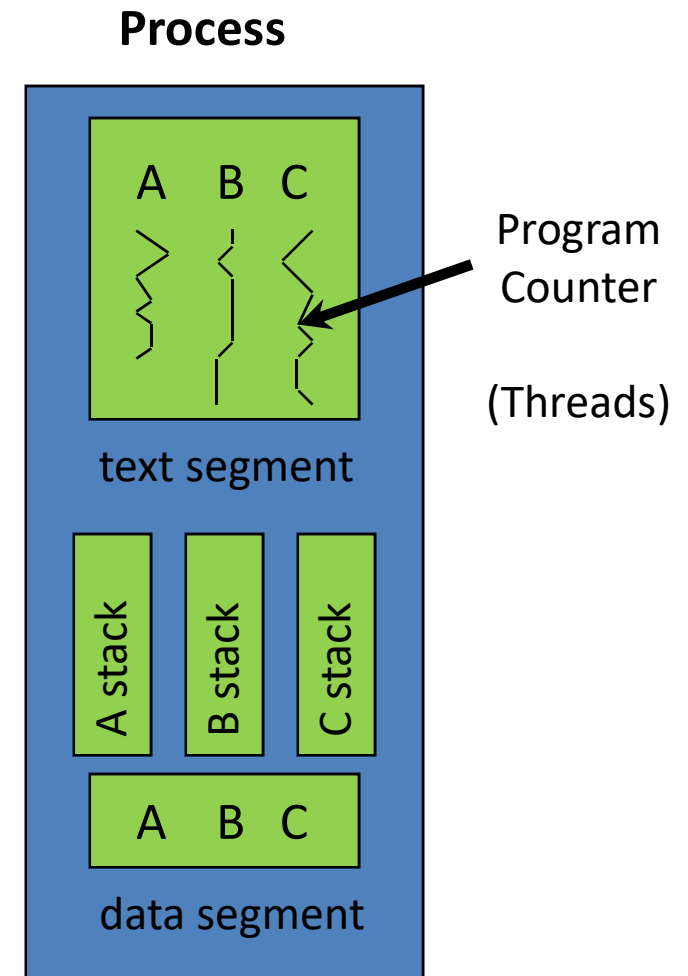 Process
A B C
Program
Counter
(Threads)
text segment
A stack
B stack
C stack
A B C
data segment